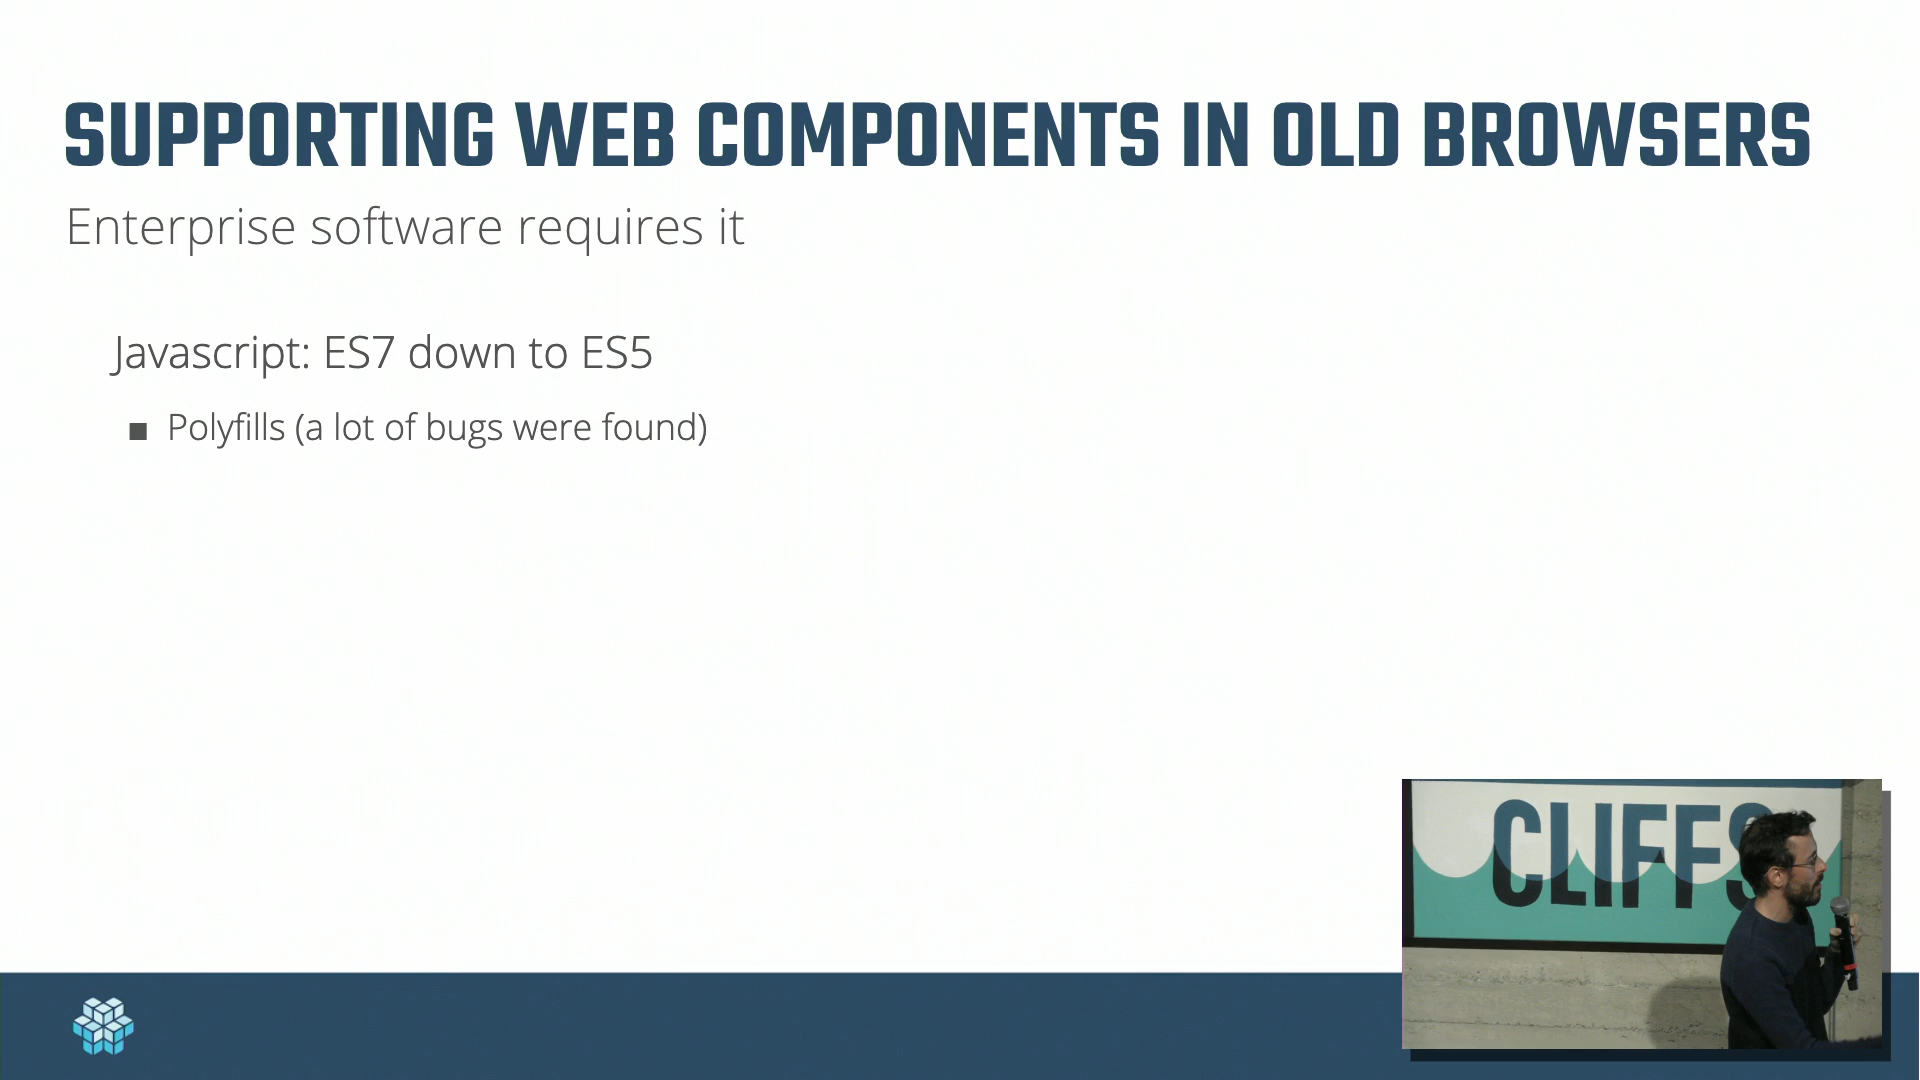 SUPPORTING WEB COMPONENTS IN OLD BROWSERS
Enterprise software requires it
Javascript: ES7 down to ES5
▪ Polyfills (a lot of bugs were found)
CLIFFS